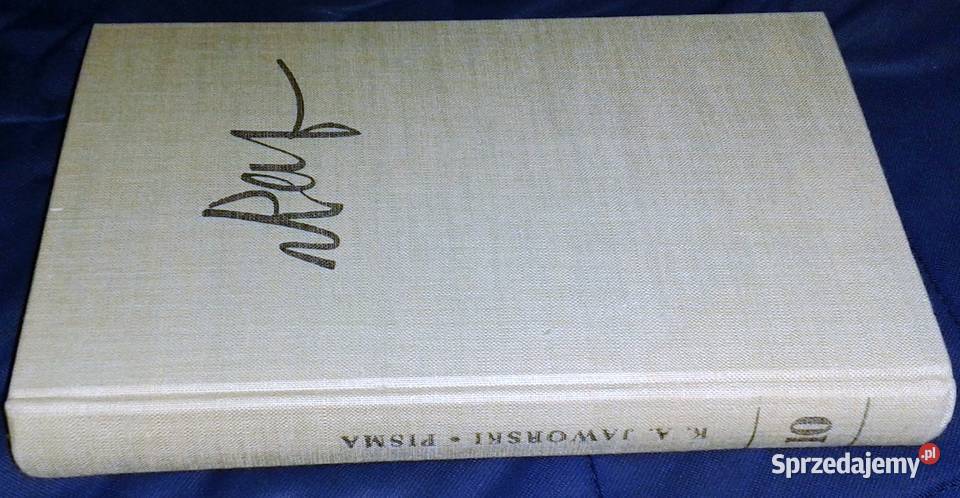 K. A. JAWORSKI • PISMA
10
Sprzedajemy.pl